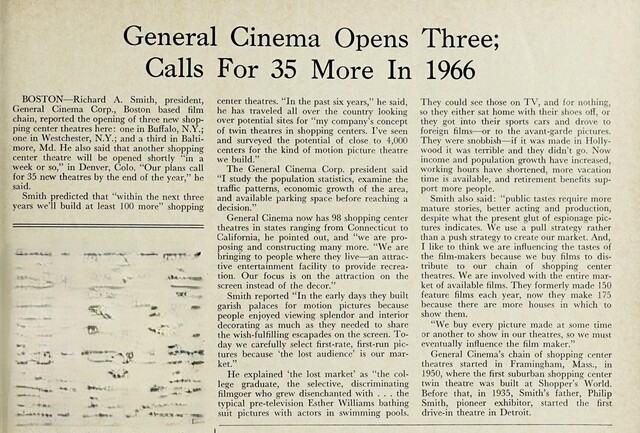 General Cinema Opens Three;
Calls For 35 More In 1966
BOSTON—Richard A. Smith, president,
General Cinema Corp., Boston based film
chain, reported the opening of three new shop-
ping center theatres here: one in Buffalo, N.Y.;
one in Westchester, N.Y.; and a third in Balti-
more, Md. He also said that another shopping
center theatre will be opened shortly "in a
week or so," in Denver, Colo. "Our plans call
for 35 new theatres by the end of the year," he
said.
Smith predicted that "within the next three
years we'll build at least 100 more" shopping
center theatres. "In the past six years," he said,
he has traveled all over the country looking
over potential sites for "my company's concept
of twin theatres in shopping centers. I've seen
and surveyed the potential of close to 4,000
centers for the kind of motion picture theatre
we build."
The General Cinema Corp. president said
"I study the population statistics, examine the
traffic patterns, economic growth of the area,
and available parking space before reaching a
decision."
General Cinema now has 98 shopping center
theatres in states ranging from Connecticut to
California, he pointed out, and "we are pro-
posing and constructing many more. "We are
bringing to people where they live—an attrac-
tive entertainment facility to provide recrea-
tion. Our focus is on the attraction on the
screen instead of the decor."
Smith reported "In the early days they built
garish palaces for motion pictures because
people enjoyed viewing splendor and interior
decorating as much as they needed to share
the wish-fulfilling escapades on the screen. To-
day we carefully select first-rate, first-run pic-
tures because 'the lost audience' is our mar-
ket."
He explained 'the lost market' as "the col-
lege graduate, the selective, discriminating
filmgoer who grew disenchanted with . . . the
typical pre-television Esther Williams bathing
suit pictures with actors in swimming pools.
They could see those on TV, and for nothing,
so they either sat home with their shoes off, or
they got into their sports cars and drove to
foreign films—or to the avant-garde pictures.
They were snobbish—if it was made in Holly-
wood it was terrible and they didn't go. Now
income and population growth have increased,
working hours have shortened, more vacation
time is available, and retirement benefits sup-
port more people.
Smith also said: "public tastes require more
mature stories, better acting and production,
despite what the present glut of espionage pic-
tures indicates. We use a pull strategy rather
than a push strategy to create our market. And,
I like to think we are influencing the tastes of
the film-makers because we buy films to dis-
tribute to our chain of shopping center
theatres. We are involved with the entire mar-
ket of available films. They formerly made 150
feature films each year, now they make 175
because there are more houses in which to
show them.
"We buy every picture made at some time
or another to show in our theatres, so we must
eventually influence the film maker."
General Cinema's chain of shopping center
theatres started in Framingham, Mass., in
1950, where the first suburban shopping center
twin theatre was built at Shopper's World.
Before that, in 1935, Smith's father, Philip
Smith, pioneer exhibitor, started the first
drive-in theatre in Detroit.